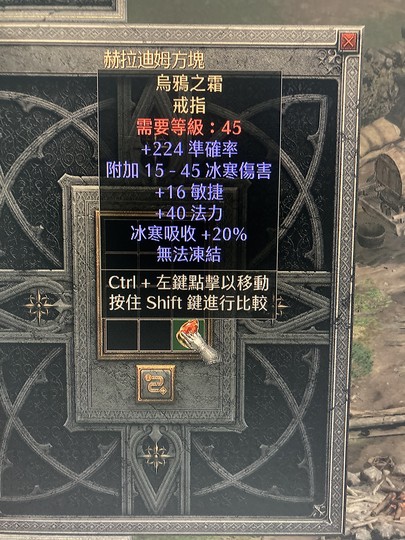 赫拉迪姆方塊
烏鴉之霜
戒指
需要等級：45
+224 準確率
附加 15 - 45 冰寒傷害
+16 敏捷
+40 法力
冰寒吸收 +20%
無法凍結
Ctrl + 左鍵點擊以移動
按住 Shift 鍵進行比較